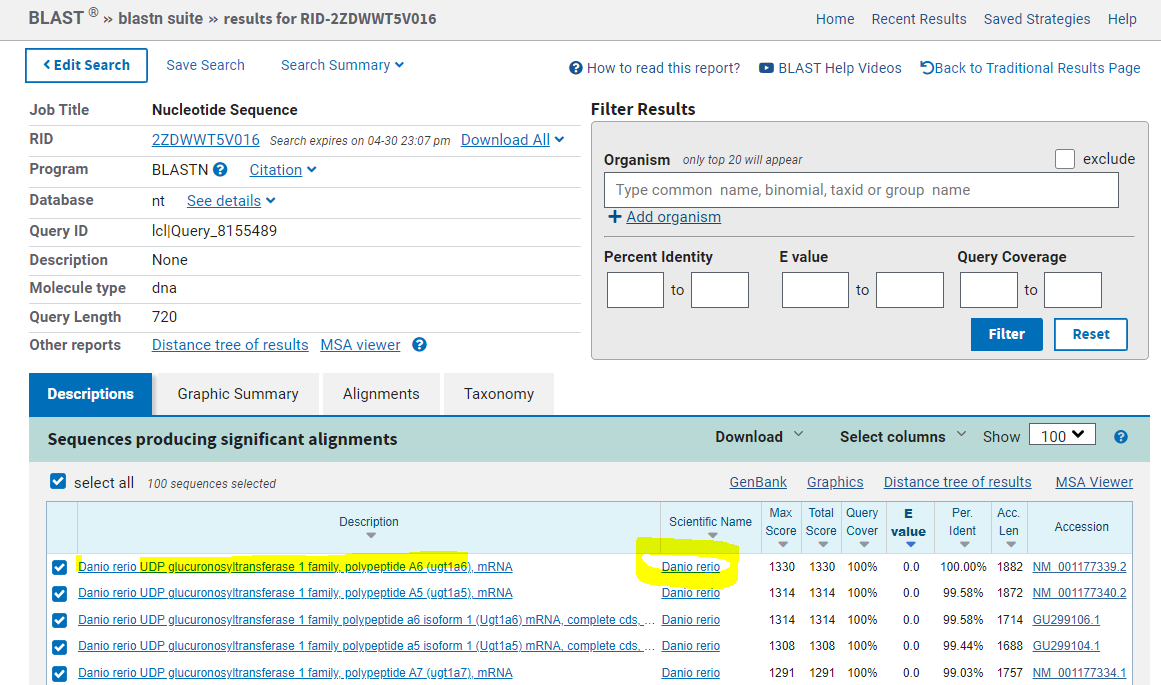 BLAST ® » blastn suite » results for RID-2ZDWWT5V016
Home Recent Results Saved Strategies Help
Edit Search Save Search Search Summary
How to read this report? BLAST Help Videos Back to Traditional Results Page
Job Title Nucleotide Sequence
RID 2ZDWWT5V016 Search expires on 04-30 23:07 pm Download All
Program BLASTN Citation
Database nt See details
Query ID lcl|Query_8155489
Description None
Molecule type dna
Query Length 720
Other reports Distance tree of results MSA viewer
Filter Results
Organism only top 20 will appear exclude
Type common name, binomial, taxid or group name
Add organism
Percent Identity E value Query Coverage
to to to
Filter Reset
Descriptions Graphic Summary Alignments Taxonomy
Sequences producing significant alignments Download Select columns Show 100
select all 100 sequences selected GenBank Graphics Distance tree of results MSA Viewer
Description Scientific Name Max Score Total Score Query Cover E value Per. Ident Acc. Len Accession
Danio rerio UDP glucuronosyltransferase 1 family, polypeptide A6 (ugt1a6), mRNA Danio rerio 1330 1330 100% 0.0 100.00% 1882 NM_001177339.2
Danio rerio UDP glucuronosyltransferase 1 family, polypeptide A5 (ugt1a5), mRNA Danio rerio 1314 1314 100% 0.0 99.58% 1872 NM_001177340.2
Danio rerio UDP glucuronosyltransferase 1 family polypeptide a6 isoform 1 (Ugt1a6) mRNA, complete cds, ... Danio rerio 1314 1314 100% 0.0 99.58% 1714 GU299106.1
Danio rerio UDP glucuronosyltransferase 1 family polypeptide a5 isoform 1 (Ugt1a5) mRNA, complete cds, ... Danio rerio 1308 1308 100% 0.0 99.44% 1688 GU299104.1
Danio rerio UDP glucuronosyltransferase 1 family, polypeptide A7 (ugt1a7), mRNA Danio rerio 1291 1291 100% 0.0 99.03% 1757 NM_001177334.1